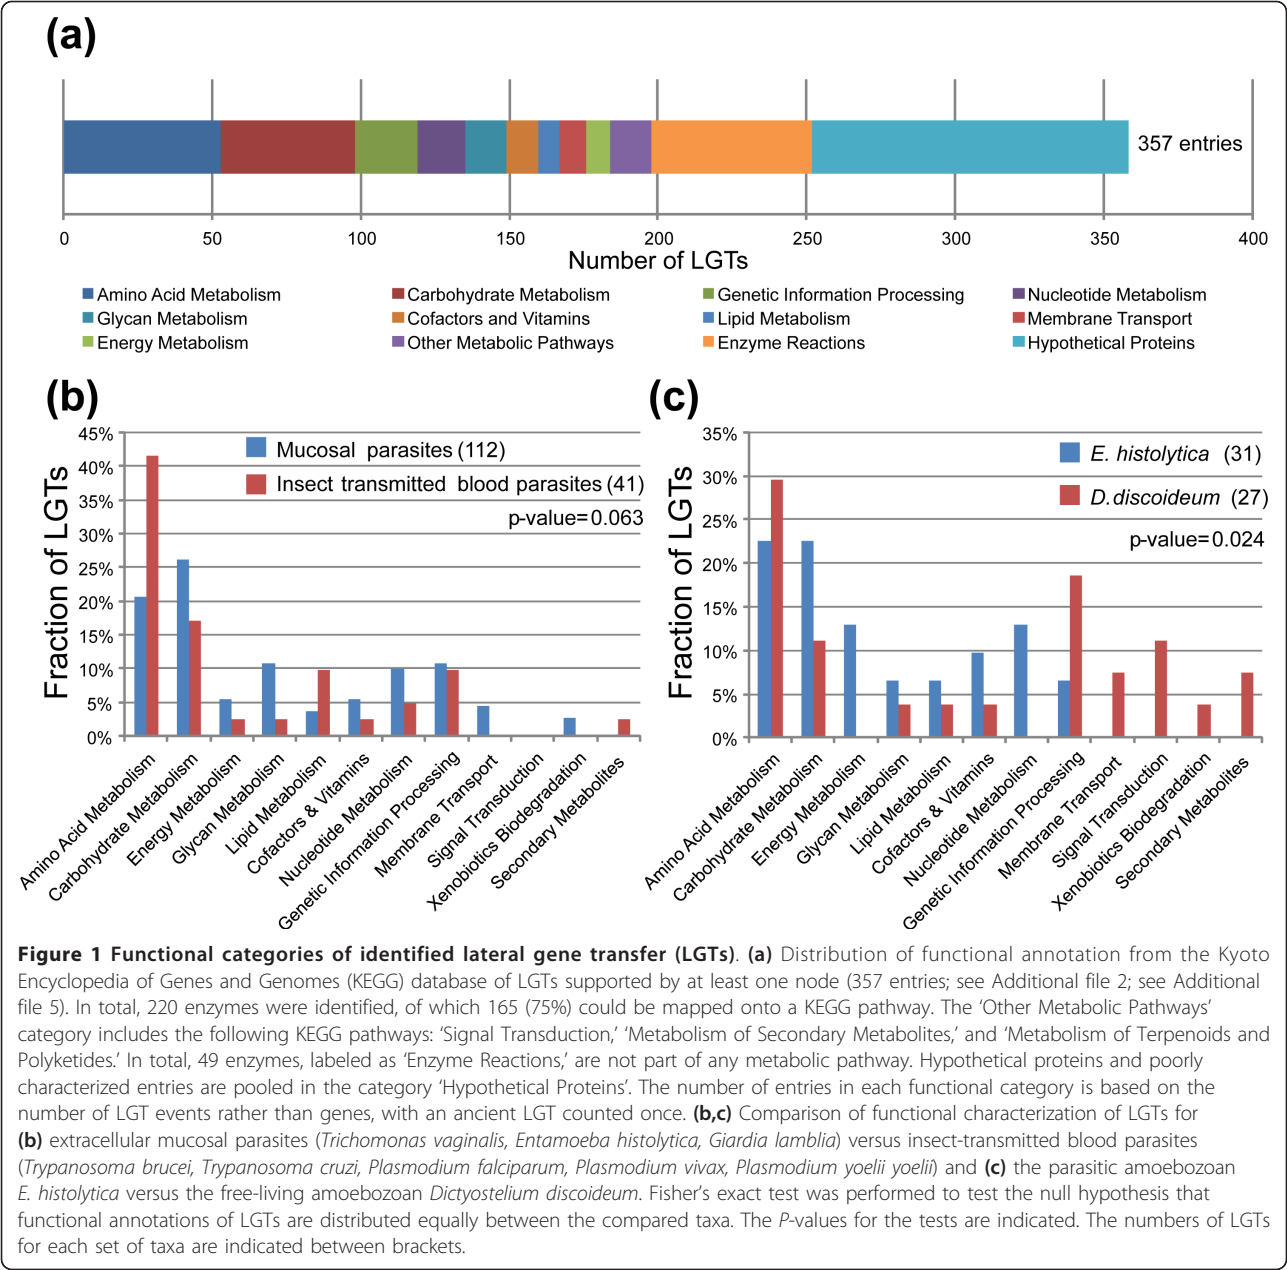 (a)
357 entries
0 50 100 150 200 250 300 350 400
Number of LGTs
Amino Acid Metabolism Carbohydrate Metabolism Genetic Information Processing Nucleotide Metabolism
Glycan Metabolism Cofactors and Vitamins Lipid Metabolism Membrane Transport
Energy Metabolism Other Metabolic Pathways Enzyme Reactions Hypothetical Proteins
(b)
45%
40%
35%
30%
25%
20%
15%
10%
5%
0%
Fraction of LGTs
Mucosal parasites (112)
Insect transmitted blood parasites (41)
p-value=0.063
Amino Acid Metabolism
Carbohydrate Metabolism
Energy Metabolism
Glycan Metabolism
Lipid Metabolism
Cofactors & Vitamins
Nucleotide Metabolism
Genetic Information Processing
Membrane Transport
Signal Transduction
Xenobiotics Biodegradation
Secondary Metabolites
(c)
35%
30%
25%
20%
15%
10%
5%
0%
Fraction of LGTs
E. histolytica (31)
D.discoideum (27)
p-value=0.024
Amino Acid Metabolism
Carbohydrate Metabolism
Energy Metabolism
Glycan Metabolism
Lipid Metabolism
Cofactors & Vitamins
Nucleotide Metabolism
Genetic Information Processing
Membrane Transport
Signal Transduction
Xenobiotics Biodegradation
Secondary Metabolites
Figure 1 Functional categories of identified lateral gene transfer (LGTs). (a) Distribution of functional annotation from the Kyoto
Encyclopedia of Genes and Genomes (KEGG) database of LGTs supported by at least one node (357 entries; see Additional file 2; see Additional
file 5). In total, 220 enzymes were identified, of which 165 (75%) could be mapped onto a KEGG pathway. The ‘Other Metabolic Pathways’
category includes the following KEGG pathways: ‘Signal Transduction,’ ‘Metabolism of Secondary Metabolites,’ and ‘Metabolism of Terpenoids and
Polyketides.’ In total, 49 enzymes, labeled as ‘Enzyme Reactions,’ are not part of any metabolic pathway. Hypothetical proteins and poorly
characterized entries are pooled in the category ‘Hypothetical Proteins’. The number of entries in each functional category is based on the
number of LGT events rather than genes, with an ancient LGT counted once. (b,c) Comparison of functional characterization of LGTs for
(b) extracellular mucosal parasites (Trichomonas vaginalis, Entamoeba histolytica, Giardia lamblia) versus insect-transmitted blood parasites
(Trypanosoma brucei, Trypanosoma cruzi, Plasmodium falciparum, Plasmodium vivax, Plasmodium yoelii yoelii) and (c) the parasitic amoebozoan
E. histolytica versus the free-living amoebozoan Dictyostelium discoideum. Fisher’s exact test was performed to test the null hypothesis that
functional annotations of LGTs are distributed equally between the compared taxa. The P-values for the tests are indicated. The numbers of LGTs
for each set of taxa are indicated between brackets.